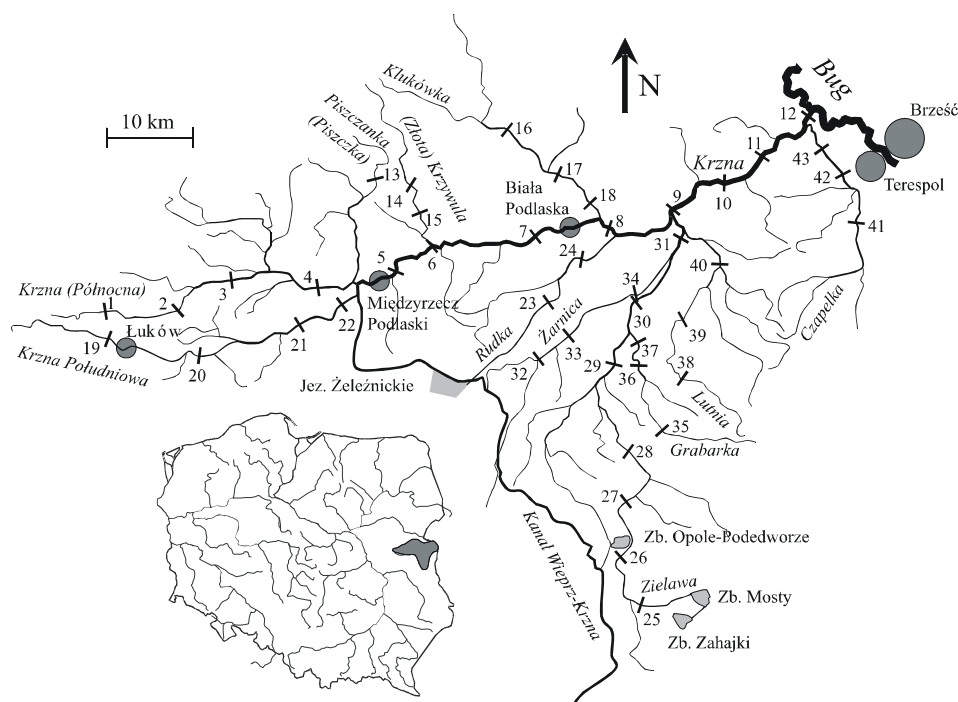 Klukówka
Bug
10 km
N
Brześć
12
Piszczanka
(Piszczka)
(Złota) Krzywula
16
11
43
Krzna
17
42
Terespol
13
14
Biała
Podlaska
18
10
9
15
41
8
7
31
24
6
5
40
4
3
Krzna (Północna)
Międzyrzecz
Podlaski
34
Czapelka
1
2
22
23
Żarnica
30
39
Łuków
19
21
Rudka
33
37
Krzna Południowa
20
32
29
38
36
Jez. Żeleźnickie
Lutnia
35
Grabarka
28
27
Kanał Wieprz-Krzna
Zb. Opole-Podedworze
26
Zielawa
Zb. Mosty
25
Zb. Zahajki